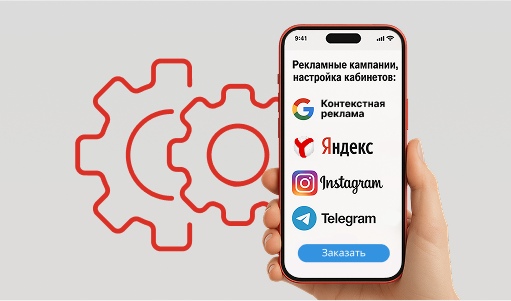 9:41
Рекламные кампании,
настройка кабинетов:
Контекстная
реклама
Яндекс
Instagram
Telegram
Заказать